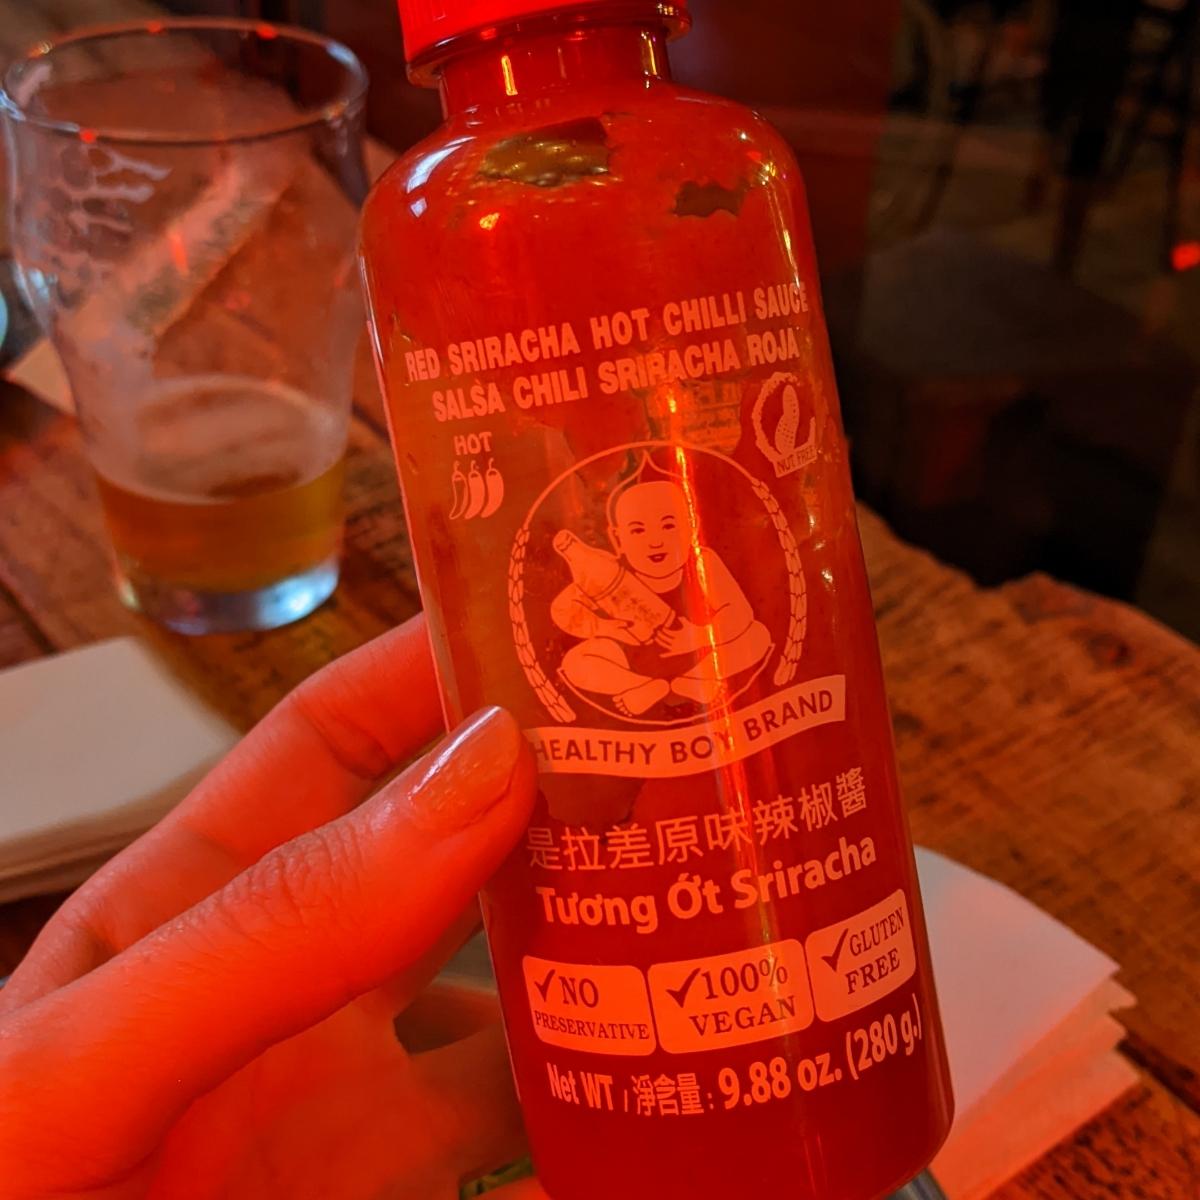 RED SRIRACHA HOT CHILLI SAUCE
SALSA CHILI SRIRACHA ROJA
HOT
NUT FREE
HEALTHY BOY BRAND
是拉差原味辣椒醬
Tương Ớt Sriracha
✓NO
PRESERVATIVE
✓100%
VEGAN
✓GLUTEN
FREE
Net WT / 淨含量: 9.88 oz. (280 g.)